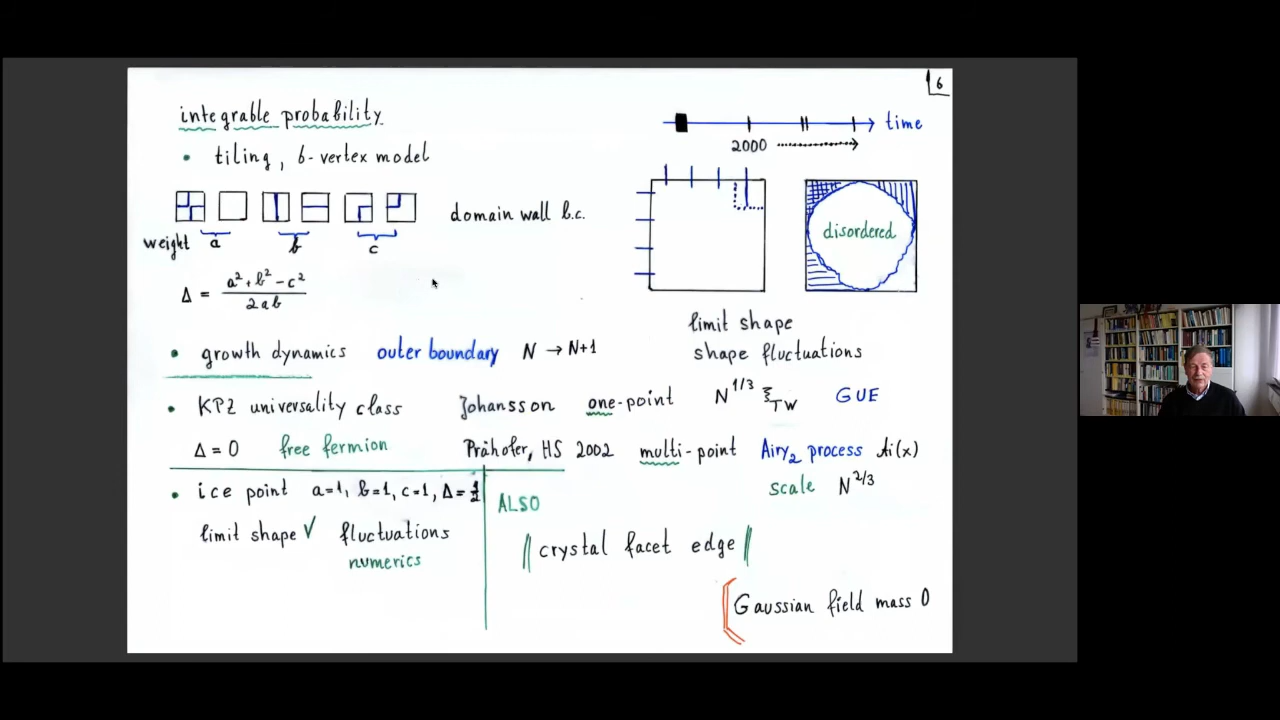 6
integrable probability
• tiling, 6-vertex model
time
2000
weight a b c
domain wall b.c.
disordered
Δ = (a² + b² - c²) / 2ab
limit shape
shape fluctuations
• growth dynamics outer boundary N → N+1
• KPZ universality class Johansson one-point N^{1/3} ξ_TW GUE
Δ = 0 free fermion Prähofer, HS 2002 multi-point Airy₂ process Ai(x)
scale N^{2/3}
• ice point a=1, b=1, c=1, Δ=1/2
limit shape ✓ fluctuations
numerics
ALSO
crystal facet edge
Gaussian field mass 0